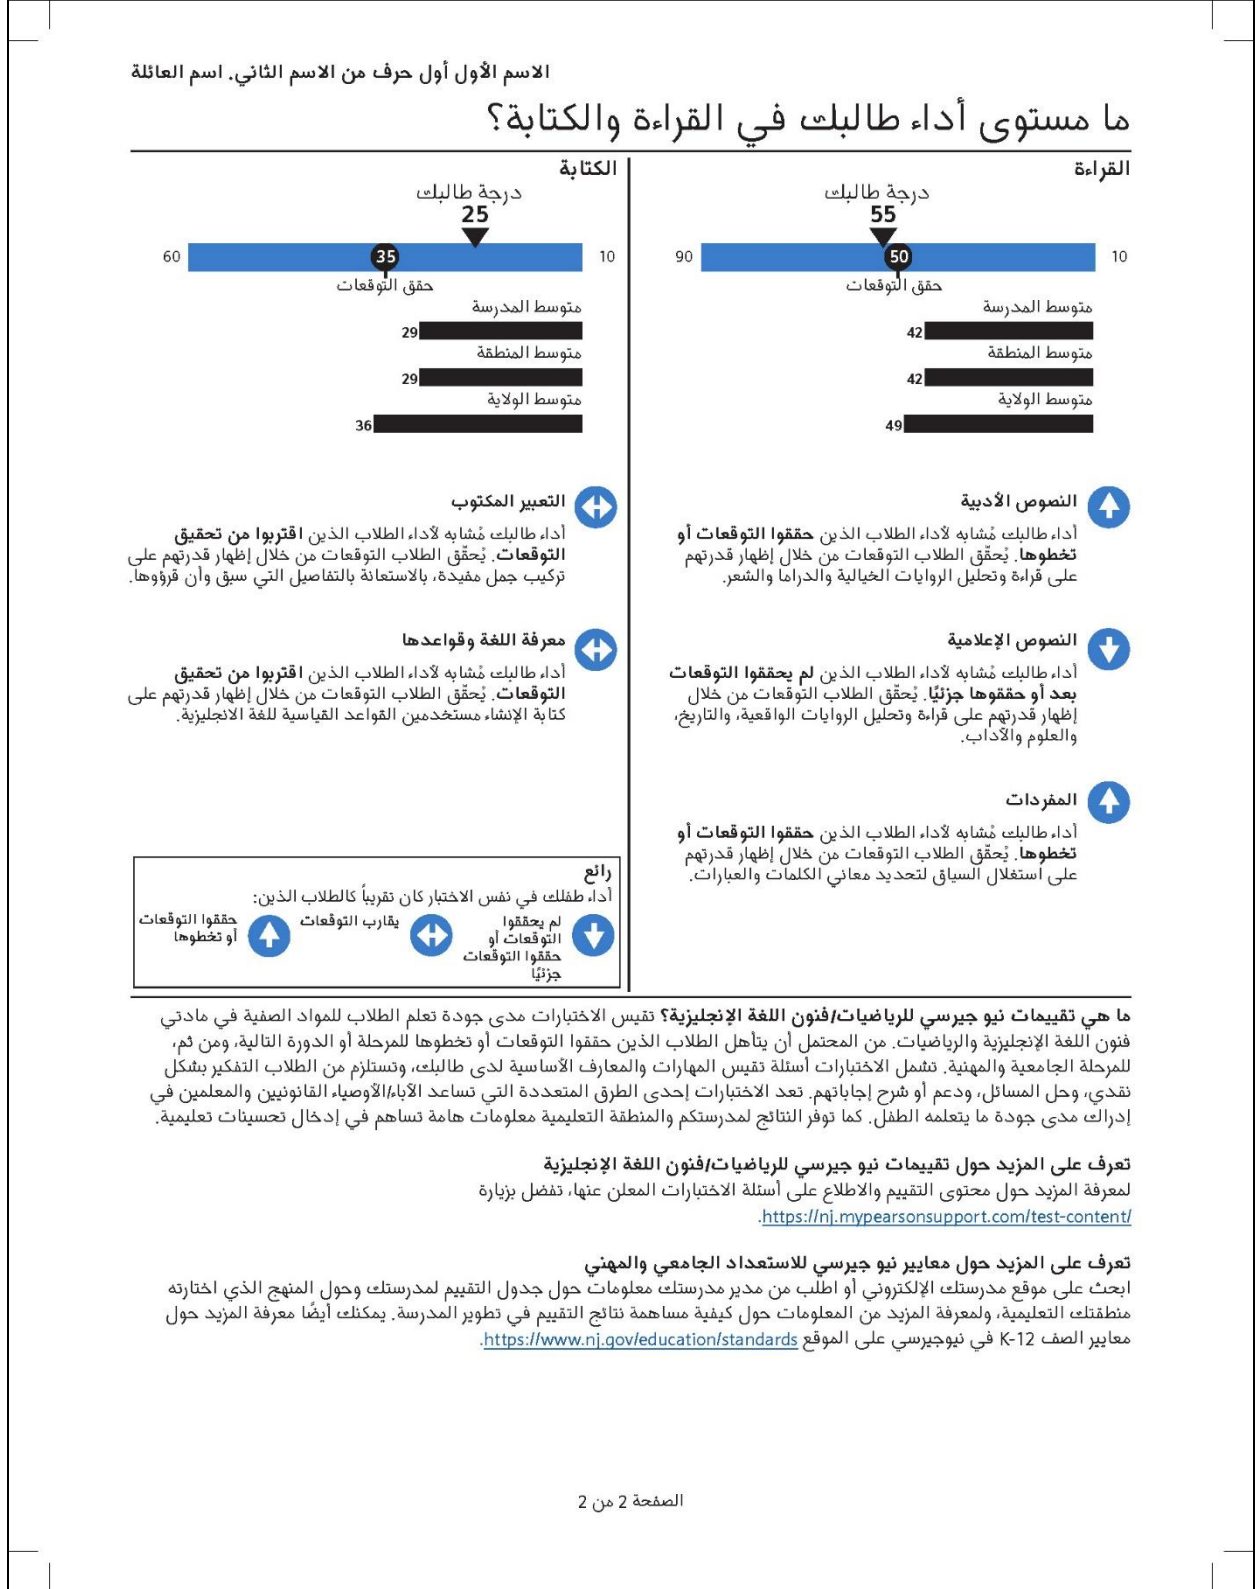 الاسم الأول أول حرف من الاسم الثاني. اسم العائلة
ما مستوى أداء طالبك في القراءة والكتابة؟
القراءة
درجة طالبك
55
10
50
90
حقق التوقعات
متوسط المدرسة
42
متوسط المنطقة
42
متوسط الولاية
49
النصوص الأدبية
أداء طالبك مُشابه لأداء الطلاب الذين حققوا التوقعات أو
تخطوها. يُحقّق الطلاب التوقعات من خلال إظهار قدرتهم
على قراءة وتحليل الروايات الخيالية والدراما والشعر.
النصوص الإعلامية
أداء طالبك مُشابه لأداء الطلاب الذين لم يحققوا التوقعات
بعد أو حققوها جزئيًا. يُحقّق الطلاب التوقعات من خلال
إظهار قدرتهم على قراءة وتحليل الروايات الواقعية، والتاريخ،
والعلوم والآداب.
المفردات
أداء طالبك مُشابه لأداء الطلاب الذين حققوا التوقعات أو
تخطوها. يُحقّق الطلاب التوقعات من خلال إظهار قدرتهم
على استغلال السياق لتحديد معاني الكلمات والعبارات.
الكتابة
درجة طالبك
25
10
35
60
حقق التوقعات
متوسط المدرسة
29
متوسط المنطقة
29
متوسط الولاية
36
التعبير المكتوب
أداء طالبك مُشابه لأداء الطلاب الذين اقتربوا من تحقيق
التوقعات. يُحقّق الطلاب التوقعات من خلال إظهار قدرتهم على
تركيب جمل مفيدة، بالاستعانة بالتفاصيل التي سبق وأن قرؤوها.
معرفة اللغة وقواعدها
أداء طالبك مُشابه لأداء الطلاب الذين اقتربوا من تحقيق
التوقعات. يُحقّق الطلاب التوقعات من خلال إظهار قدرتهم على
كتابة الإنشاء مستخدمين القواعد القياسية للغة الانجليزية.
رائع
أداء طفلك في نفس الاختبار كان تقريباً كالطلاب الذين:
لم يحققوا
التوقعات أو
حققوا التوقعات
جزئيًا
يقارب التوقعات
حققوا التوقعات
أو تخطوها
ما هي تقييمات نيو جيرسي للرياضيات/فنون اللغة الإنجليزية؟ تقيس الاختبارات مدى جودة تعلم الطلاب للمواد الصفية في مادتي
فنون اللغة الإنجليزية والرياضيات. من المحتمل أن يتأهل الطلاب الذين حققوا التوقعات أو تخطوها للمرحلة أو الدورة التالية، ومن ثم،
للمرحلة الجامعية والمهنية. تشمل الاختبارات أسئلة تقيس المهارات والمعارف الأساسية لدى طالبك، وتستلزم من الطلاب التفكير بشكل
نقدي، وحل المسائل، ودعم أو شرح إجاباتهم. تعد الاختبارات إحدى الطرق المتعددة التي تساعد الآباء/الأوصياء القانونيين والمعلمين في
إدراك مدى جودة ما يتعلمه الطفل. كما توفر النتائج لمدرستكم والمنطقة التعليمية معلومات هامة تساهم في إدخال تحسينات تعليمية.
تعرف على المزيد حول تقييمات نيو جيرسي للرياضيات/فنون اللغة الإنجليزية
لمعرفة المزيد حول محتوى التقييم والاطلاع على أسئلة الاختبارات المعلن عنها، تفضل بزيارة
https://nj.mypearsonsupport.com/test-content/.
تعرف على المزيد حول معايير نيو جيرسي للاستعداد الجامعي والمهني
ابحث على موقع مدرستك الإلكتروني أو اطلب من مدير مدرستك معلومات حول جدول التقييم لمدرستك وحول المنهج الذي اختارته
منطقتك التعليمية، ولمعرفة المزيد من المعلومات حول كيفية مساهمة نتائج التقييم في تطوير المدرسة. يمكنك أيضًا معرفة المزيد حول
معايير الصف K-12 في نيوجيرسي على الموقع https://www.nj.gov/education/standards.
الصفحة 2 من 2